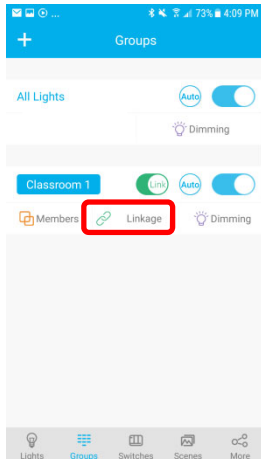 ... 73% 4:09 PM
+ Groups
All Lights Auto
Dimming
Classroom 1 Link Auto
Members Linkage Dimming
Lights Groups Switches Scenes More